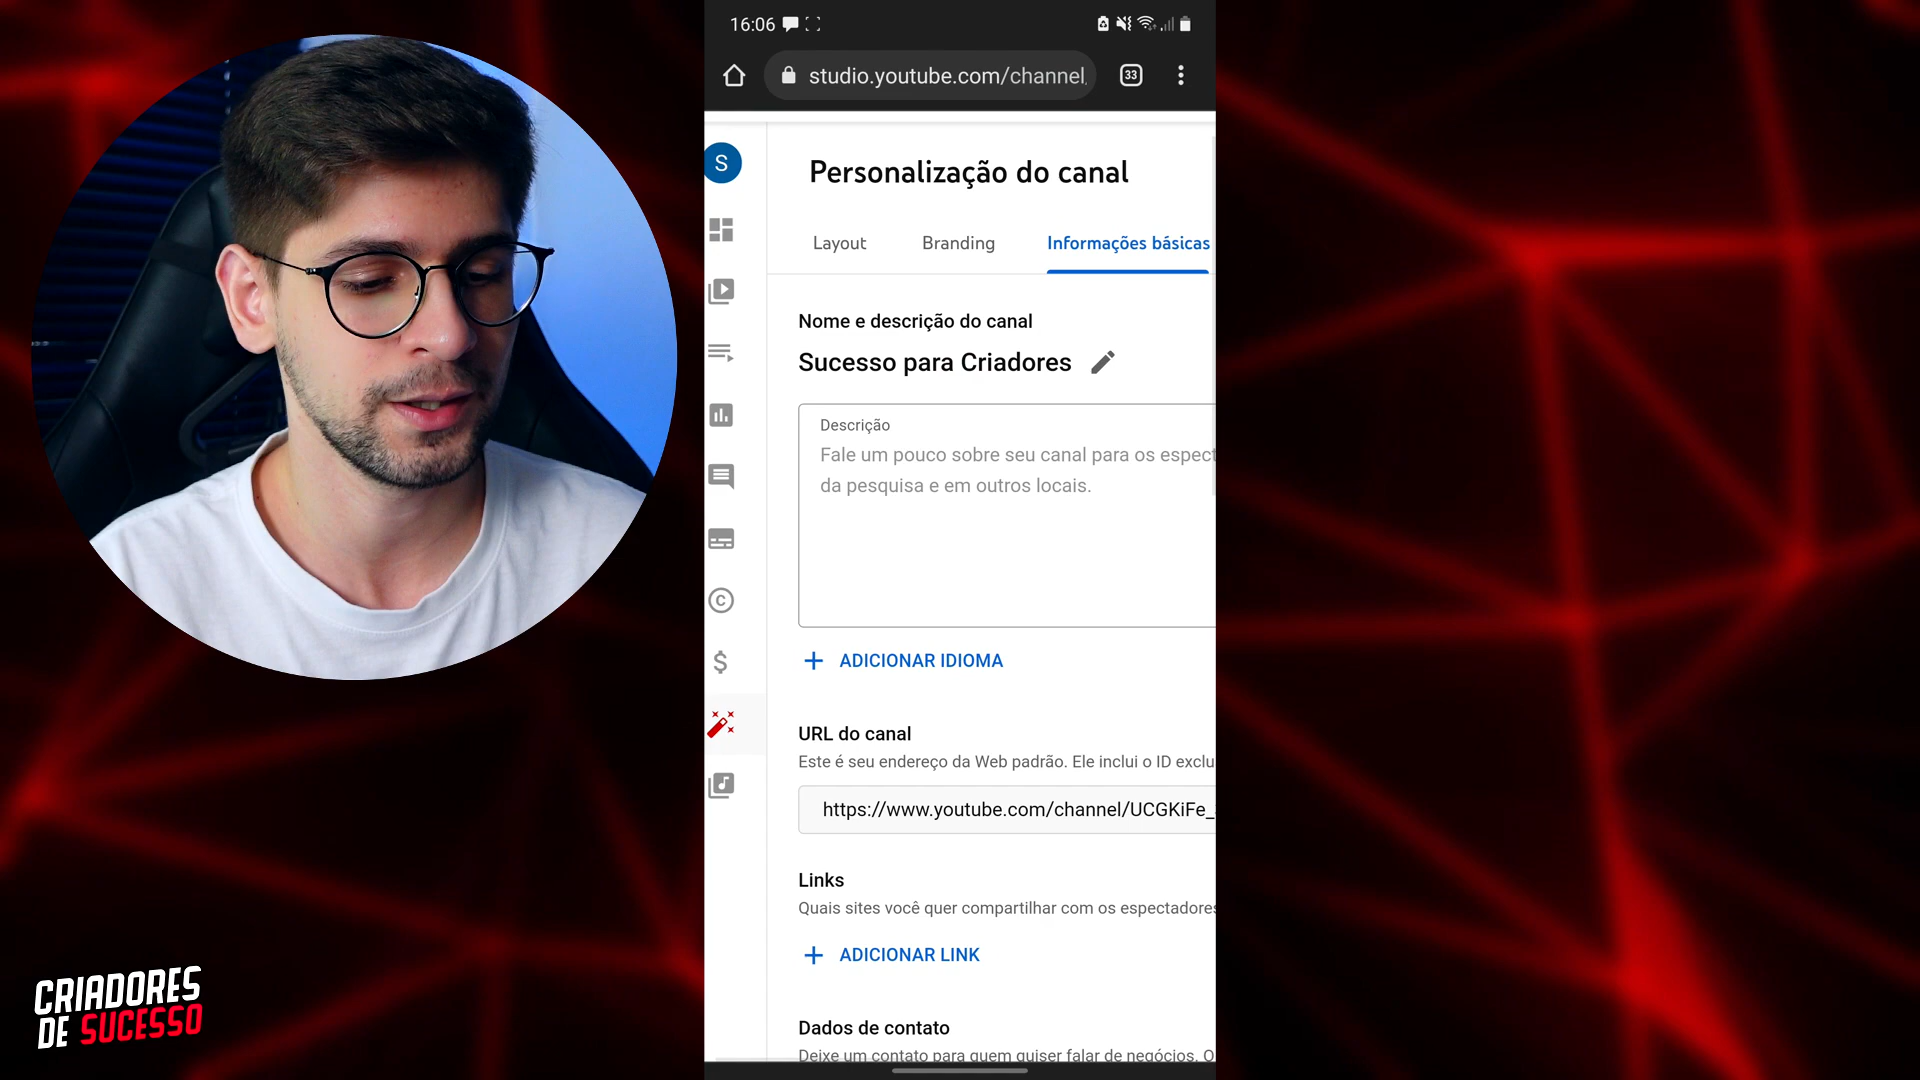 16:06
studio.youtube.com/channel
33
S
Personalização do canal
Layout
Branding
Informações básicas
Nome e descrição do canal
Sucesso para Criadores
Descrição
Fale um pouco sobre seu canal para os espect
da pesquisa e em outros locais.
+ ADICIONAR IDIOMA
URL do canal
Este é seu endereço da Web padrão. Ele inclui o ID exclu
https://www.youtube.com/channel/UCGKiFe_
Links
Quais sites você quer compartilhar com os espectadores
+ ADICIONAR LINK
Dados de contato
Deixe um contato para quem quiser falar de negócios. O
CRIADORES
DE SUCESSO